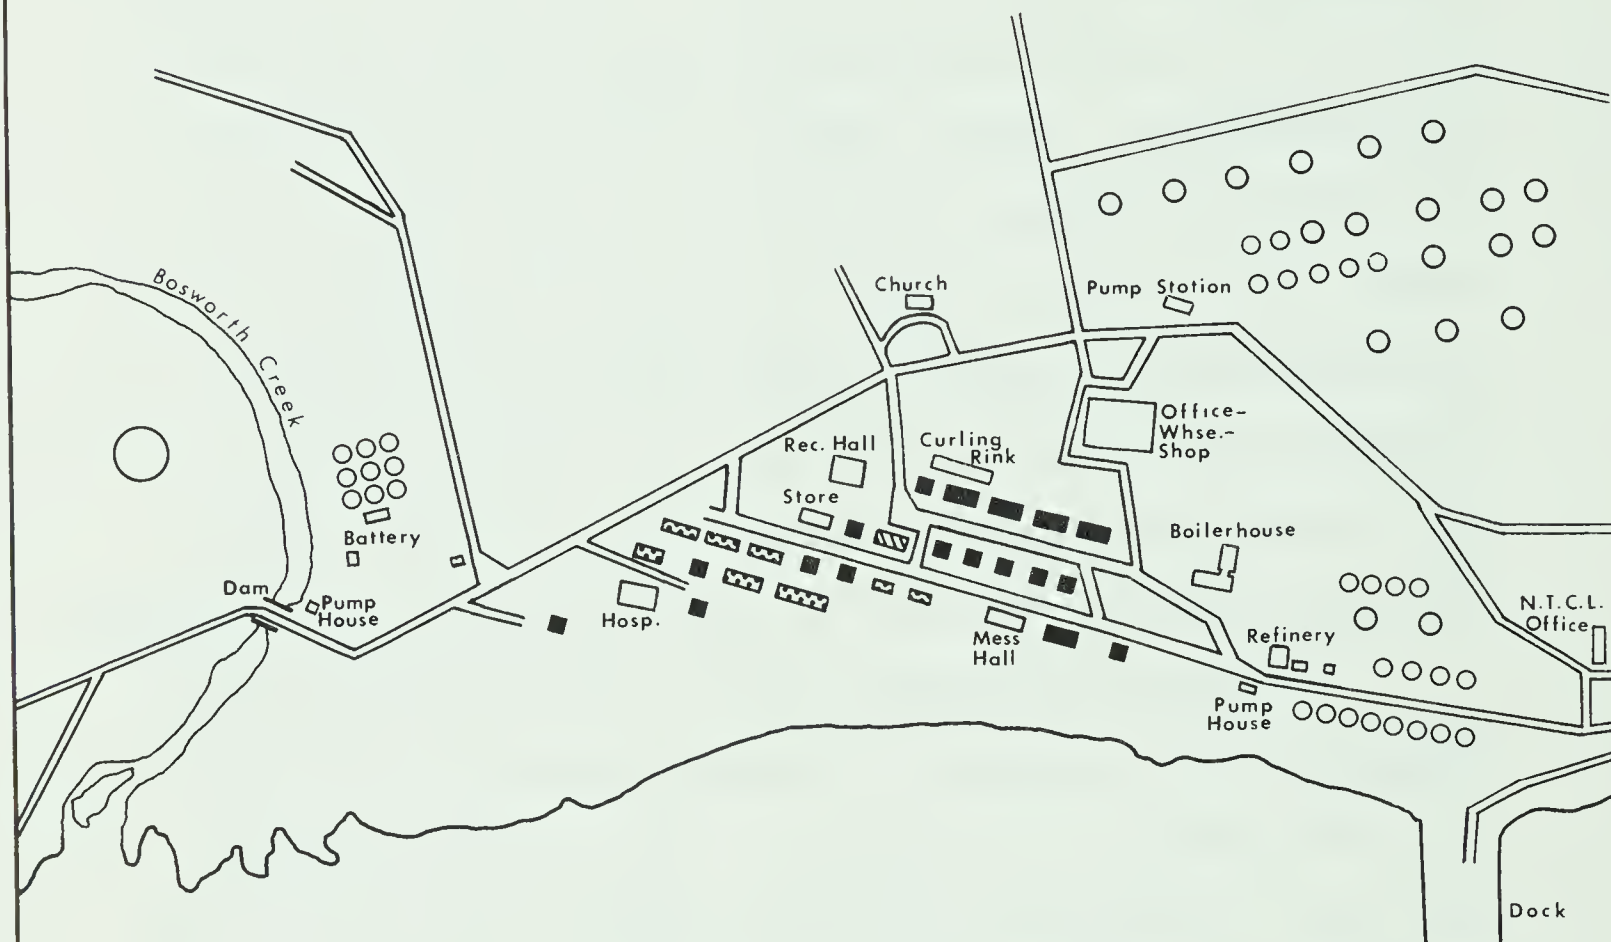 Bosworth Creek
Church
Pump Station
Office-
Whse.-
Shop
Rec. Hall
Curling
Rink
Store
Battery
Boilerhouse
Dam
Pump
House
Hosp.
Mess
Hall
Refinery
N.T.C.L.
Office
Pump
House
Dock